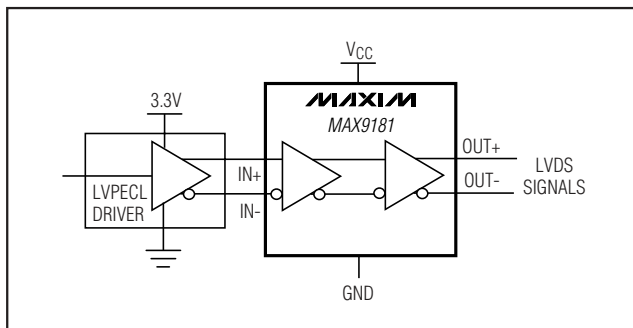 VCC
3.3V
MAXIM
MAX9181
LVPECL
DRIVER
IN+
IN-
OUT+
OUT-
LVDS
SIGNALS
GND